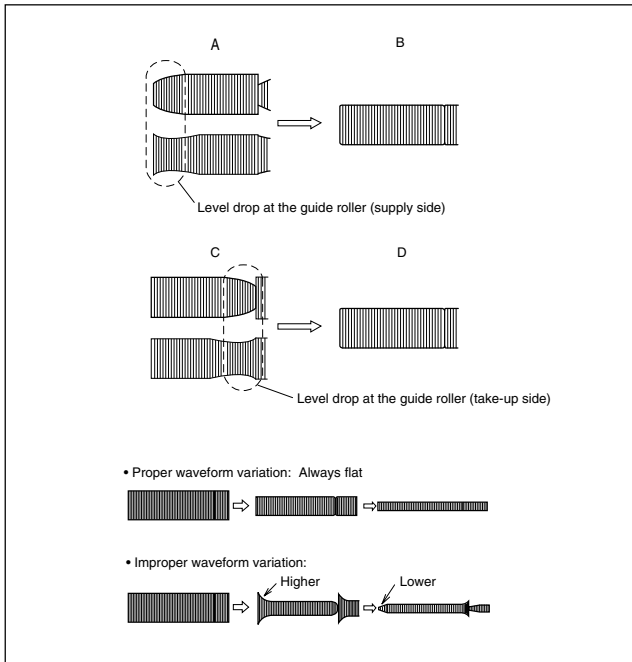 A B
Level drop at the guide roller (supply side)
C D
Level drop at the guide roller (take-up side)
• Proper waveform variation: Always flat
• Improper waveform variation:
Higher Lower